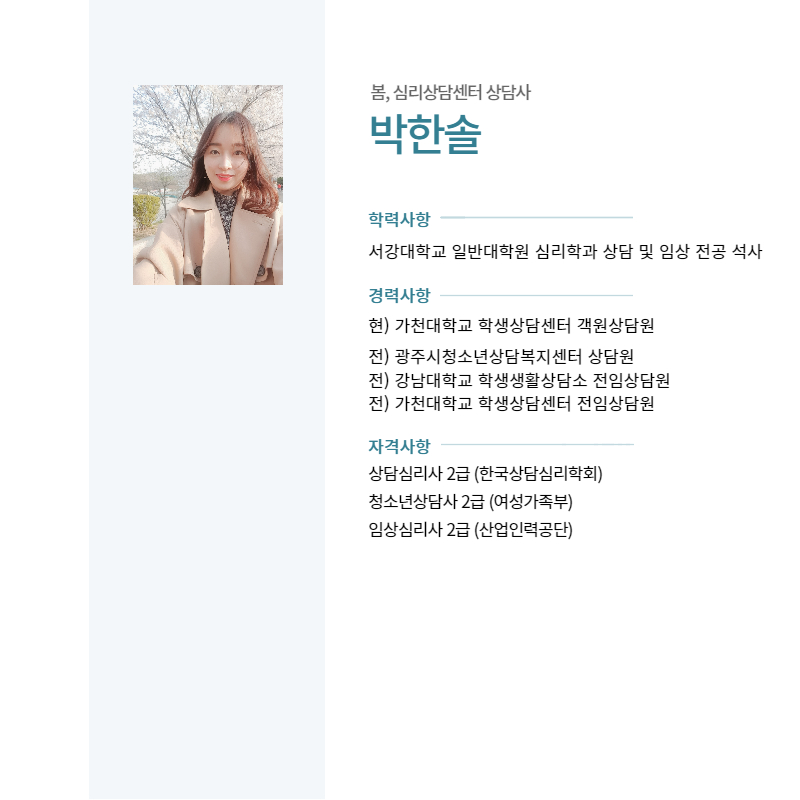 봄, 심리상담센터 상담사
박한솔
학력사항
서강대학교 일반대학원 심리학과 상담 및 임상 전공 석사
경력사항
현) 가천대학교 학생상담센터 객원상담원
전) 광주시청소년상담복지센터 상담원
전) 강남대학교 학생생활상담소 전임상담원
전) 가천대학교 학생상담센터 전임상담원
자격사항
상담심리사 2급 (한국상담심리학회)
청소년상담사 2급 (여성가족부)
임상심리사 2급 (산업인력공단)